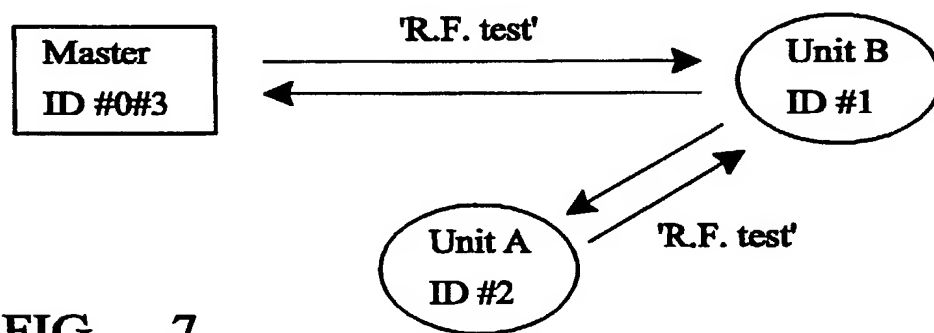 'R.F. test'
Master
ID #0#3
Unit B
ID #1
Unit A
ID #2
'R.F. test'
FIG. 7